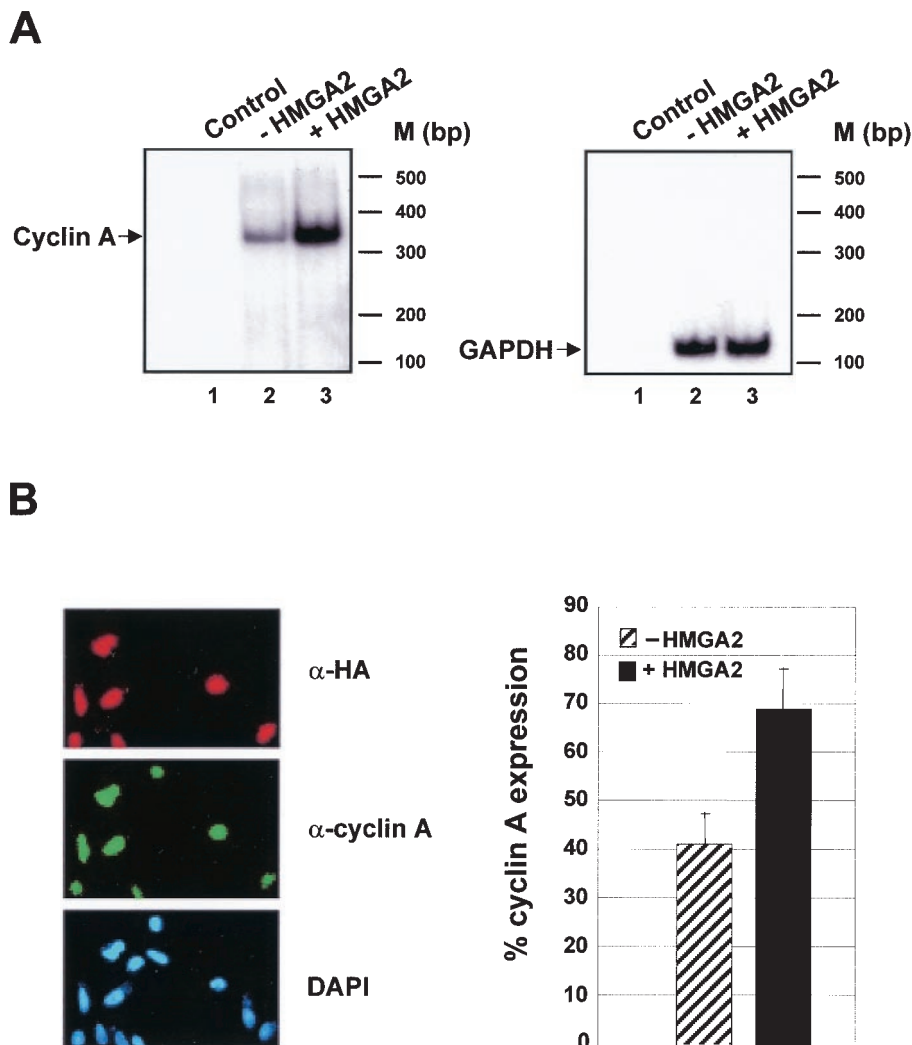 A
Control
- HMGA2
+ HMGA2
M (bp)
500
400
Cyclin A
300
200
100
1 2 3
Control
- HMGA2
+ HMGA2
M (bp)
500
400
300
200
GAPDH
100
1 2 3
B
α-HA
α-cyclin A
DAPI
% cyclin A expression
90
80
70
60
50
40
30
20
10
0
– HMGA2
+ HMGA2